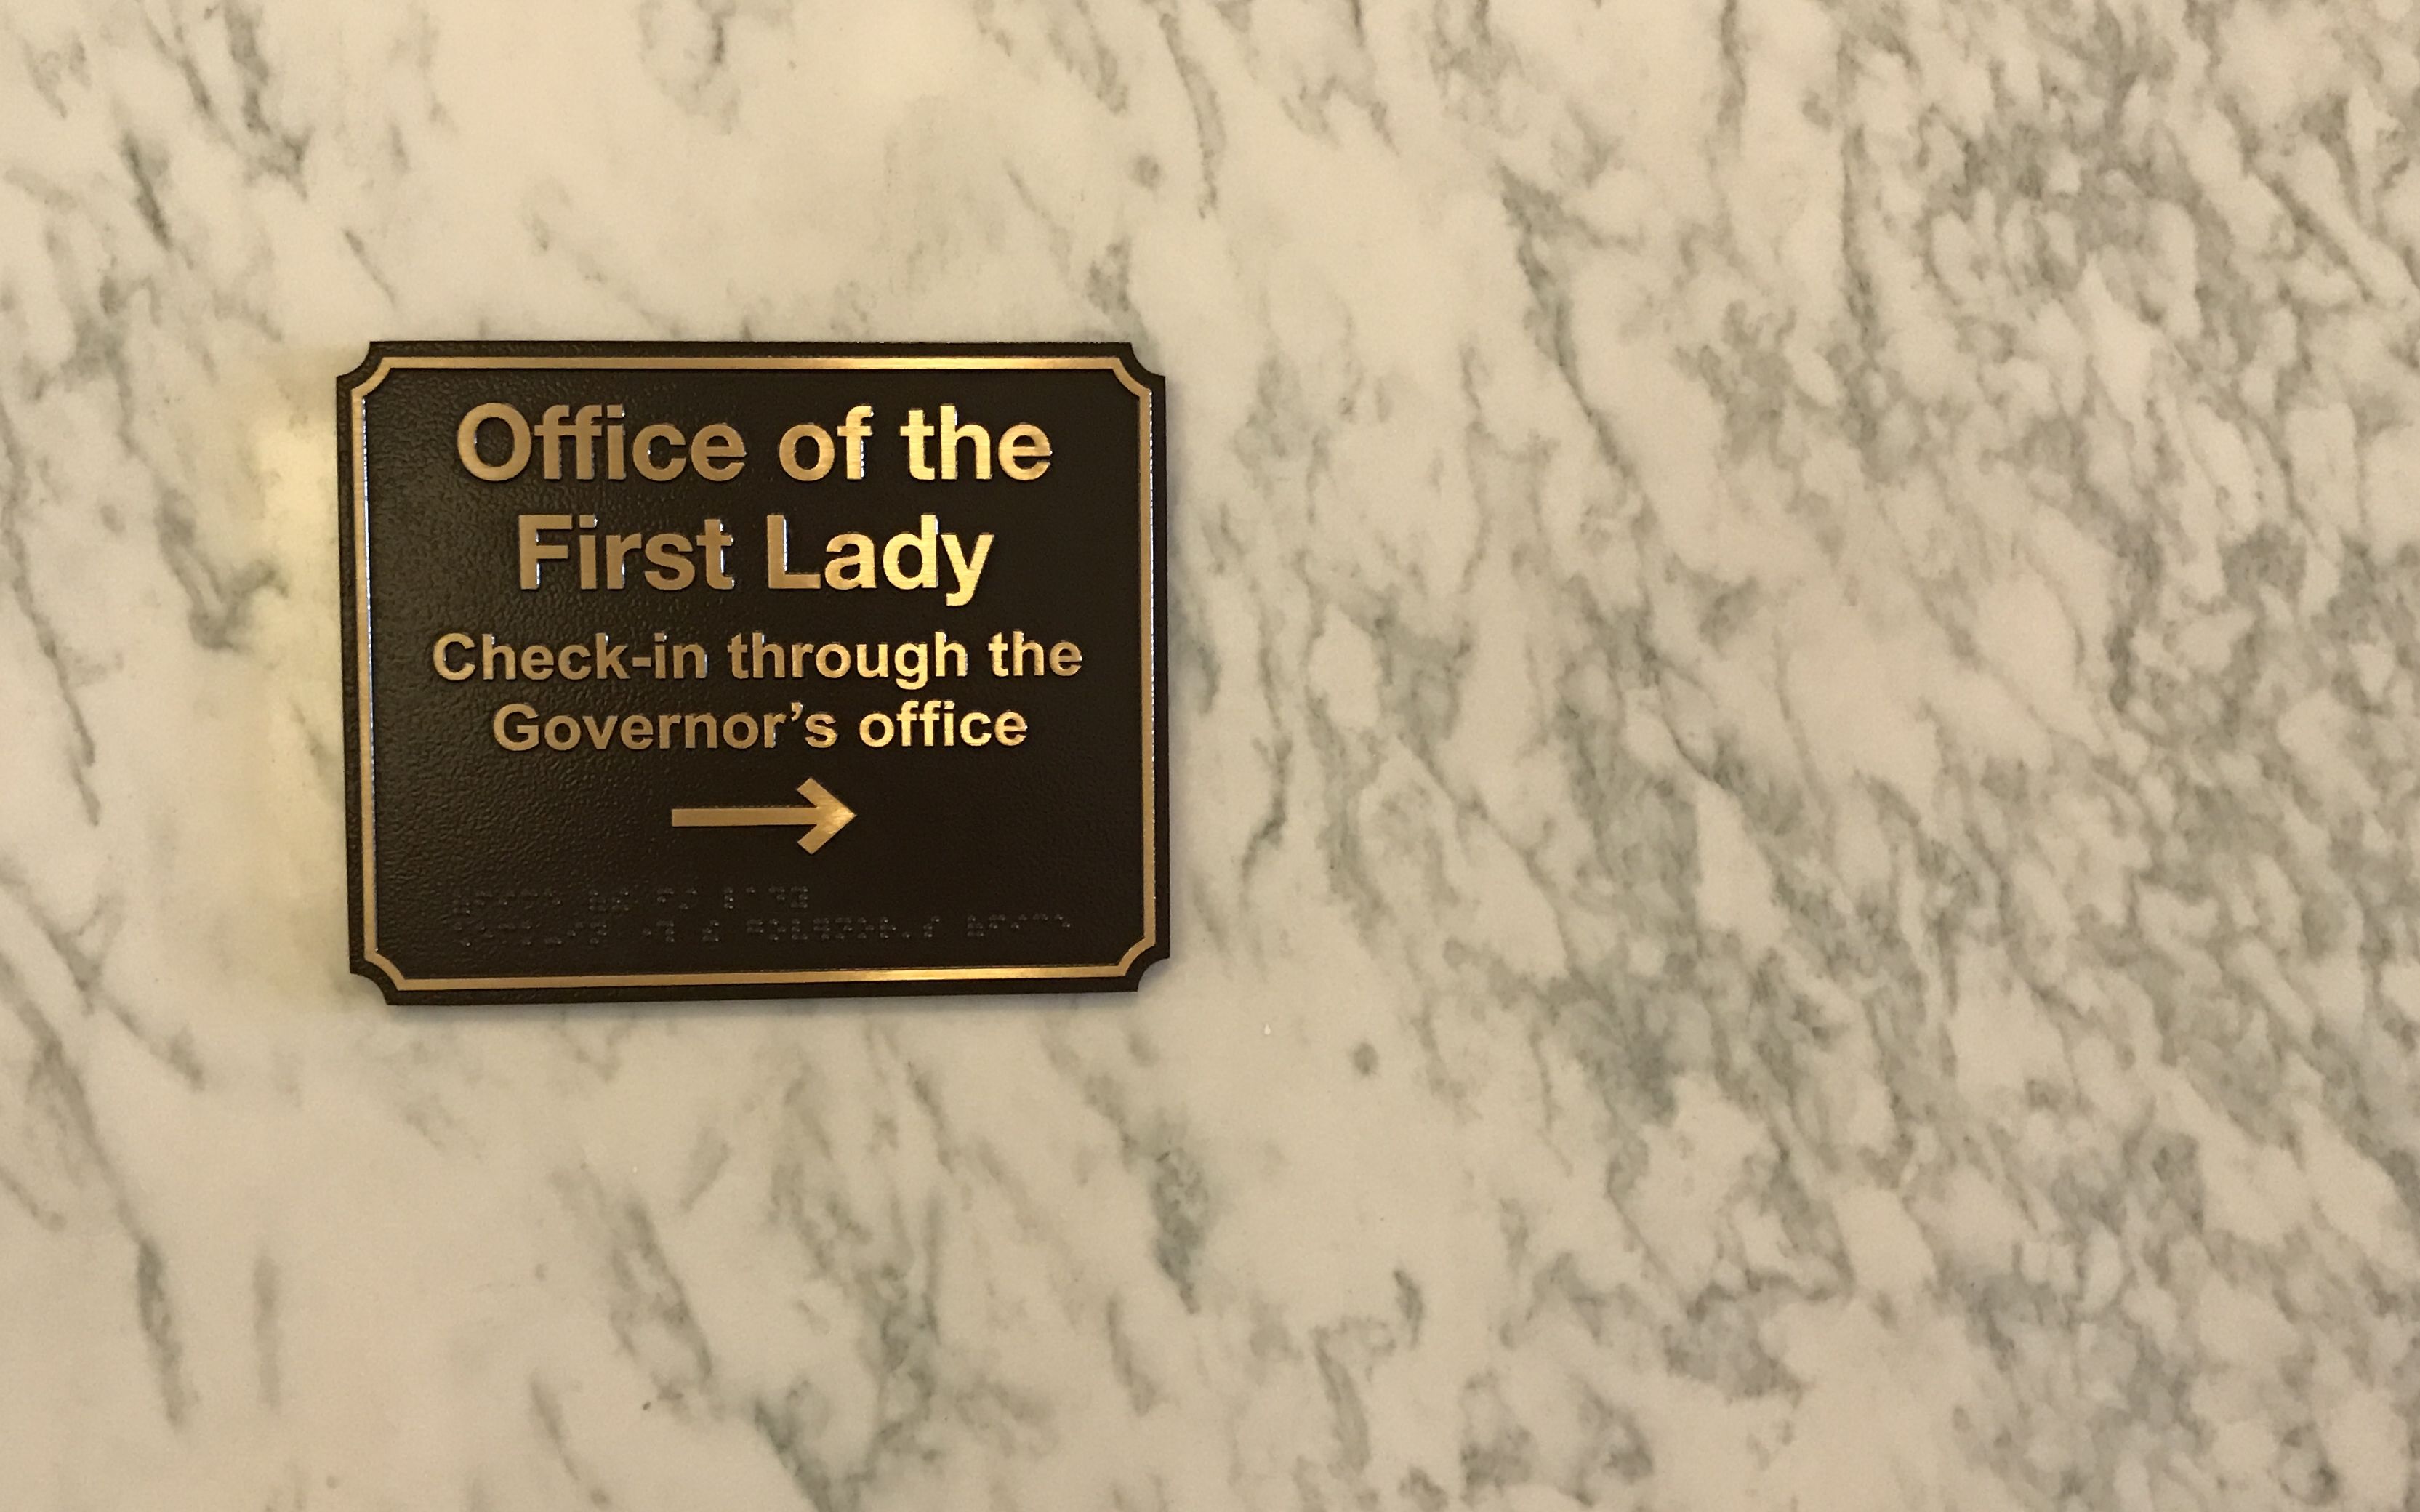 Office of the
First Lady
Check-in through the
Governor’s office